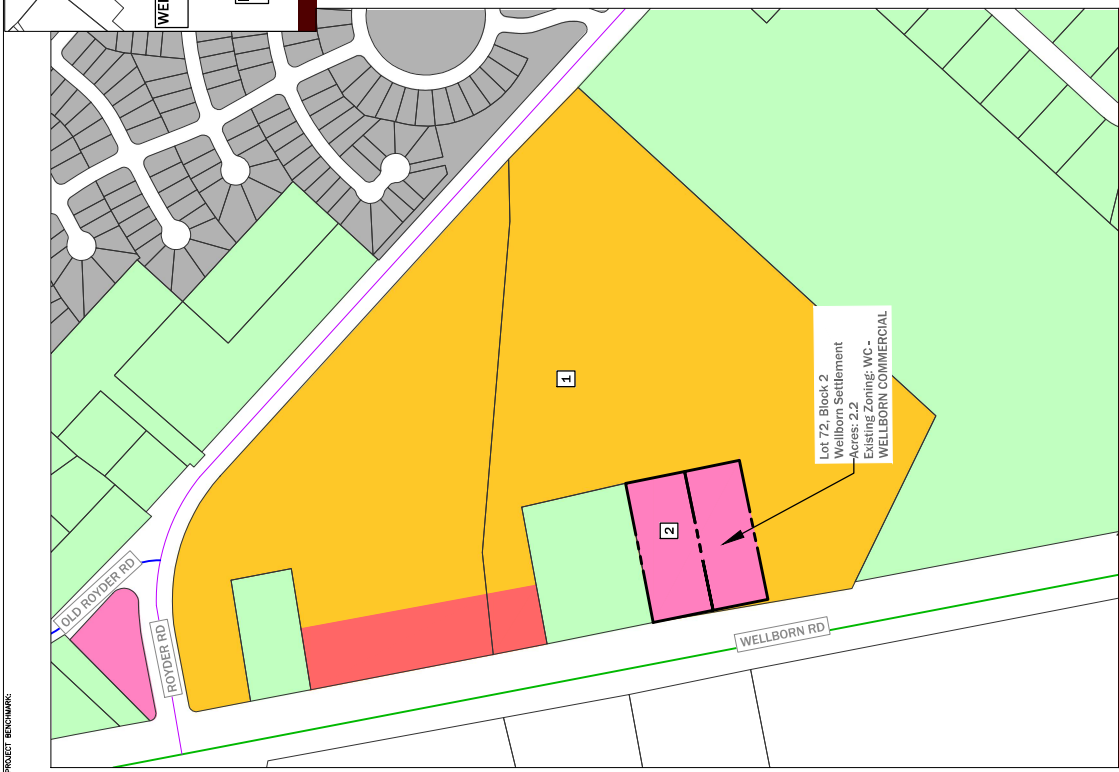 WEL
OLD ROYDER RD
ROYDER RD
1
2
Lot 72, Block 2
Wellborn Settlement
Acres: 2.2
Existing Zoning: WC -
WELLBORN COMMERCIAL
WELLBORN RD
PROJECT BENCHMARK: